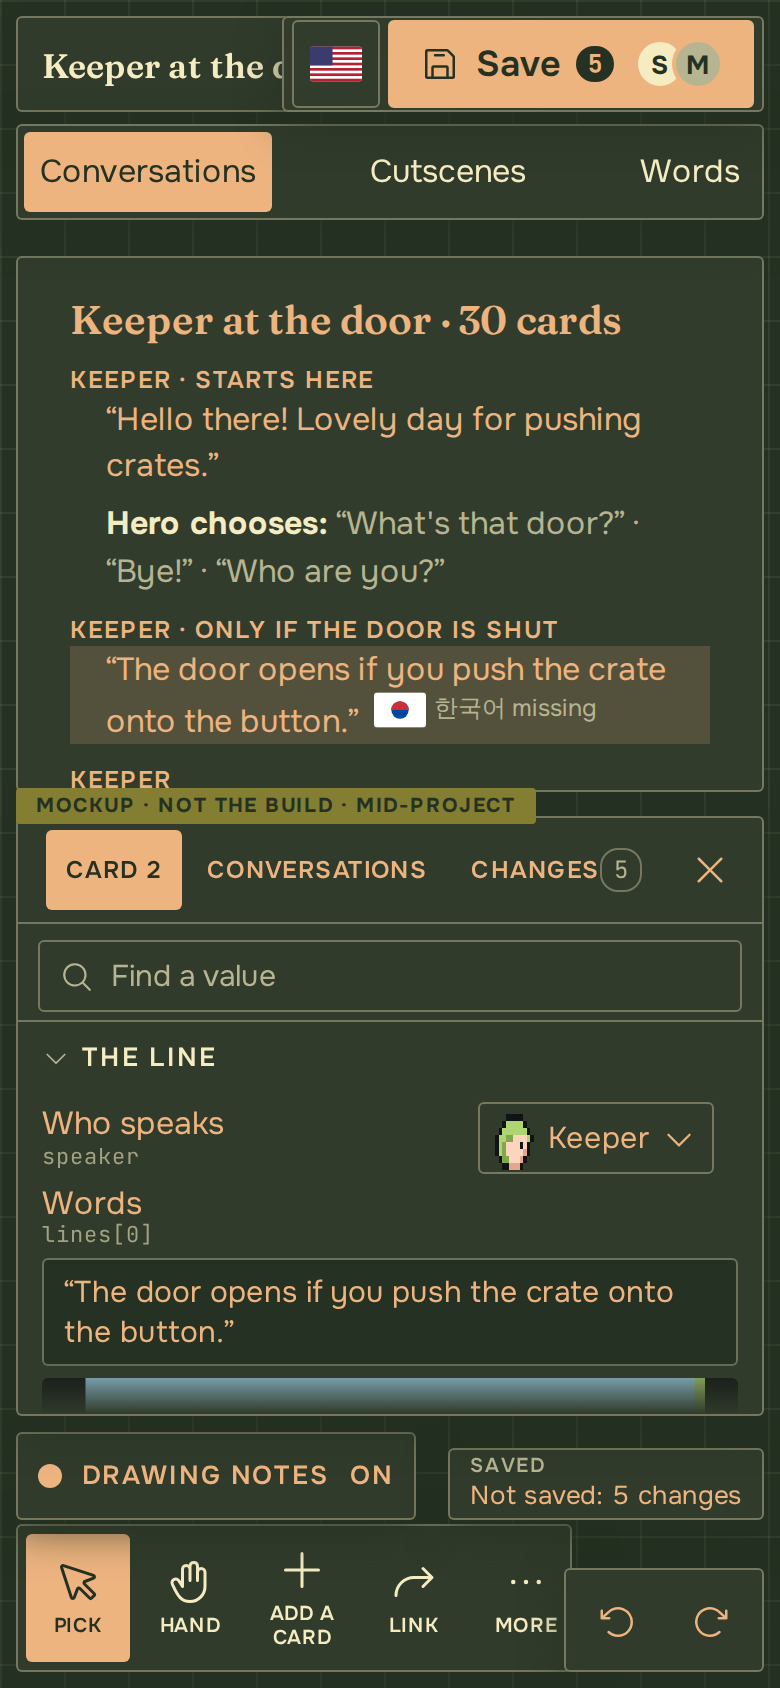 Keeper at the
Save 5 S M
Conversations Cutscenes Words
Keeper at the door · 30 cards
KEEPER · STARTS HERE
“Hello there! Lovely day for pushing
crates.”
Hero chooses: “What's that door?” ·
“Bye!” · “Who are you?”
KEEPER · ONLY IF THE DOOR IS SHUT
“The door opens if you push the crate
onto the button.” 한국어 missing
KEEPER
MOCKUP · NOT THE BUILD · MID-PROJECT
CARD 2 CONVERSATIONS CHANGES 5
Find a value
THE LINE
Who speaks
speaker
Keeper
Words
lines[0]
“The door opens if you push the crate onto
the button.”
DRAWING NOTES ON
SAVED
Not saved: 5 changes
PICK HAND ADD A CARD LINK MORE